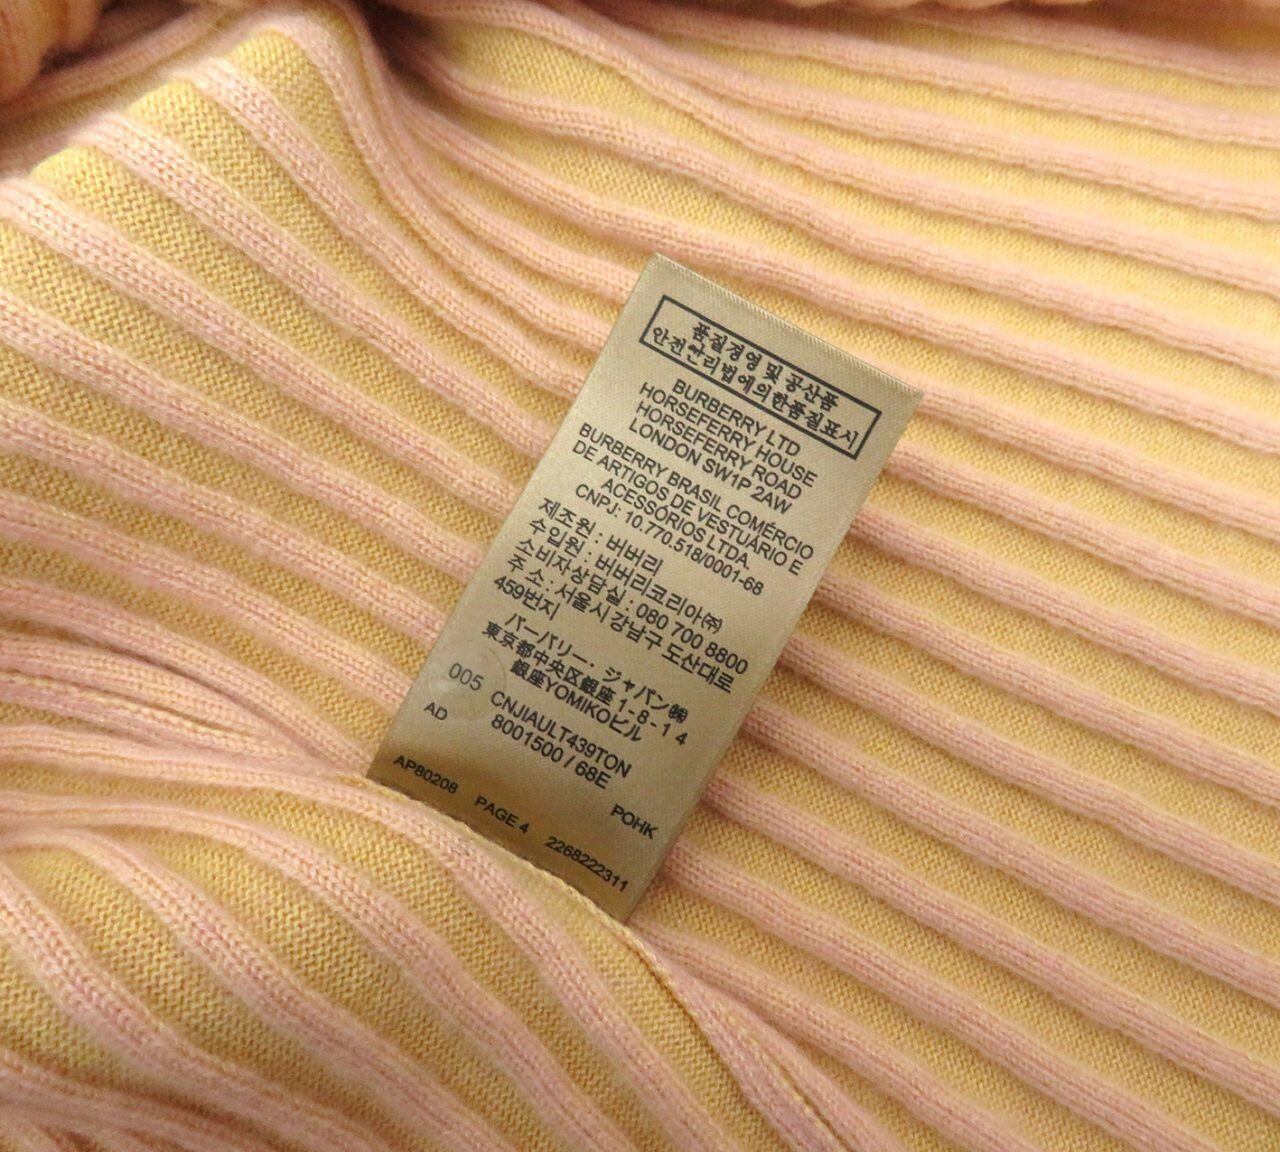 품질경영 및 공산품
안전관리법에의한품질표시
BURBERRY LTD
HORSEFERRY HOUSE
HORSEFERRY ROAD
LONDON SW1P 2AW
BURBERRY BRASIL COMÉRCIO
DE ARTIGOS DE VESTUÁRIO E
ACESSÓRIOS LTDA.
CNPJ: 10.770.518/0001-68
제조원 : 버버리
수입원 : 버버리코리아㈜
소비자상담실 : 080 700 8800
주 소 : 서울시 강남구 도산대로
459번지
バーバリー・ジャパン㈱
東京都中央区銀座1-8-14
銀座YOMIKOビル
005 CNJIAULT439TON
AD 8001500 / 68E
POHK
AP80208 PAGE 4 2268222311